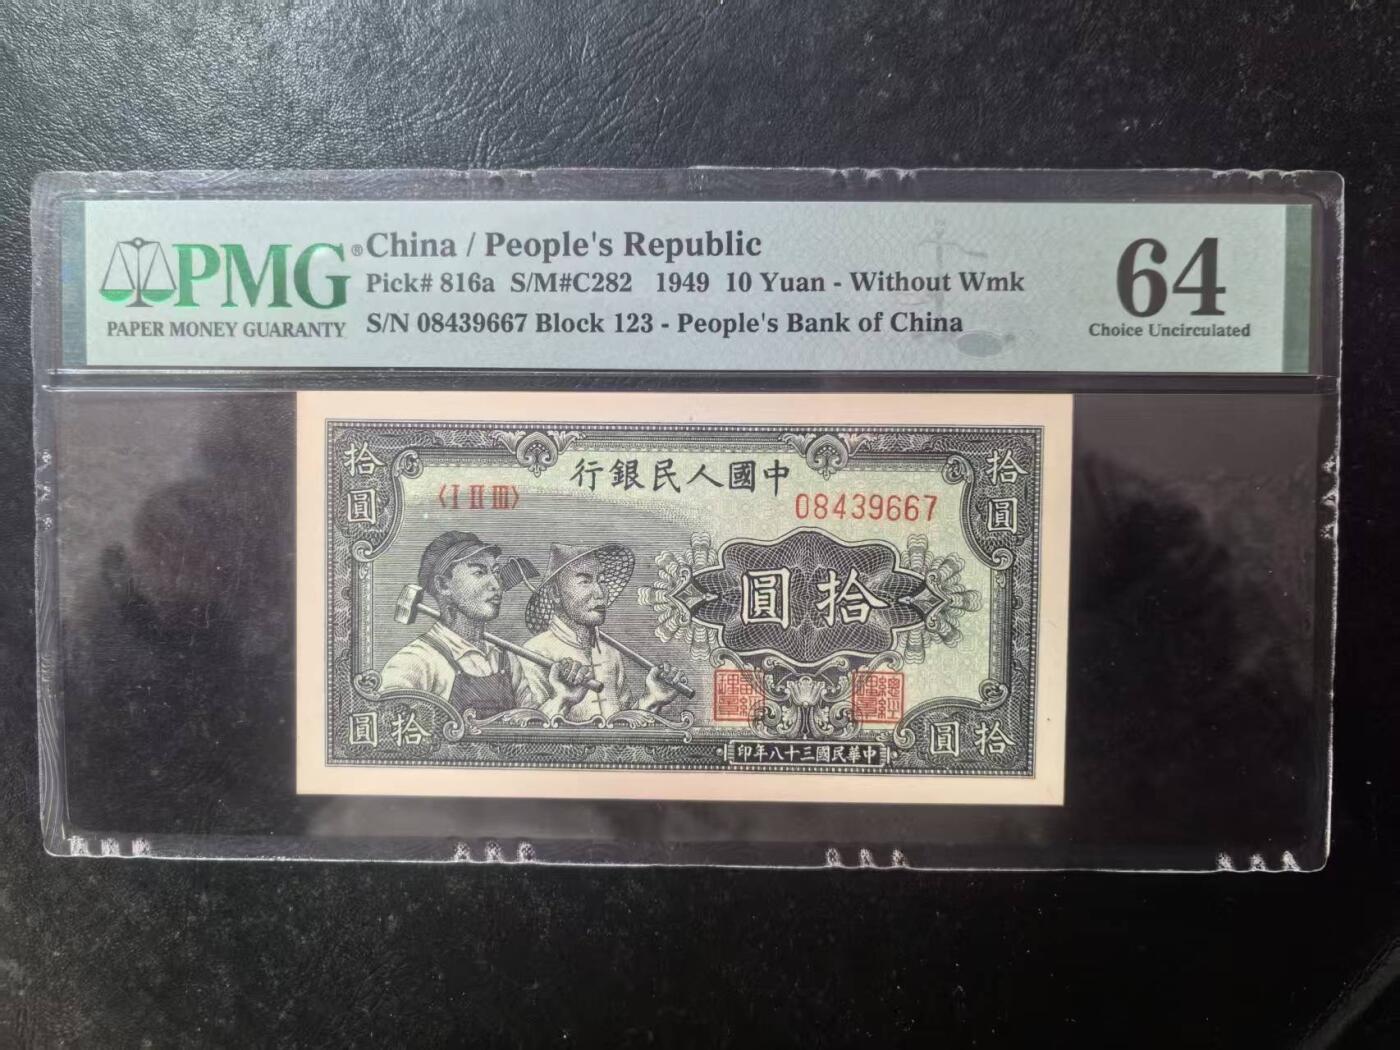 PMG®
PAPER MONEY GUARANTY
China / People's Republic
Pick# 816a S/M#C282 1949 10 Yuan - Without Wmk
S/N 08439667 Block 123 - People's Bank of China
64
Choice Uncirculated
行銀民人國中
拾圓
拾圓
〈I II III〉
08439667
圓拾
圓拾
圓拾
印年八十三國民華中